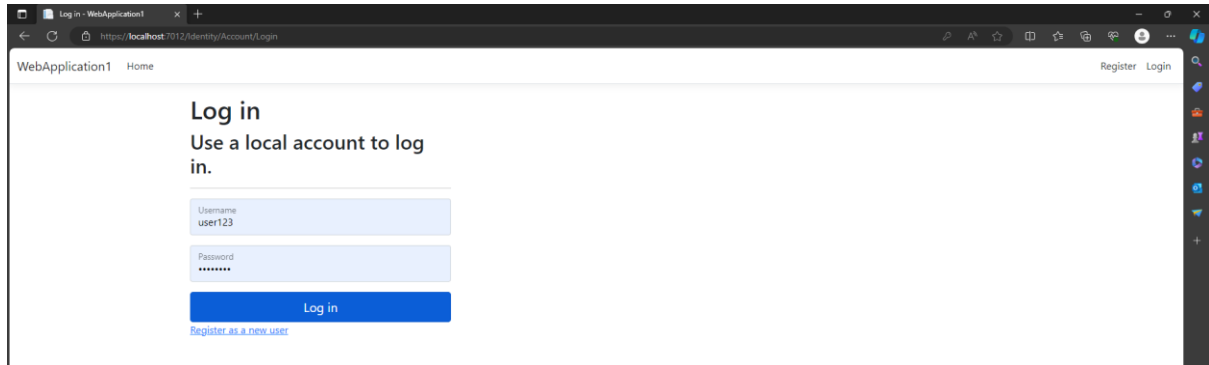 Log in - WebApplication1
https://localhost:7012/Identity/Account/Login
WebApplication1 Home Register Login
Log in
Use a local account to log
in.
Username
user123
Password
••••••••
Log in
Register as a new user